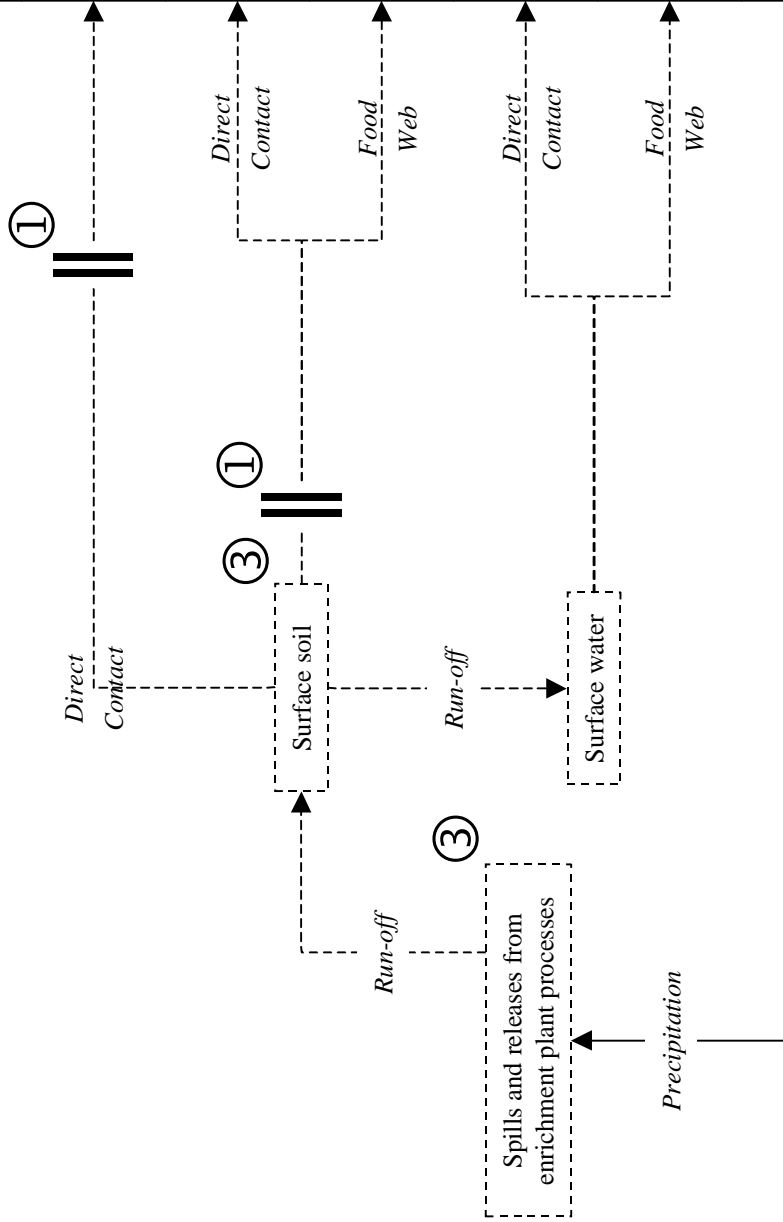 ①
Direct
Contact
Direct
Contact
①
③
Surface soil
Food
Web
Run-off
Run-off
③
Direct
Contact
Surface water
Spills and releases from
enrichment plant processes
Food
Web
Precipitation